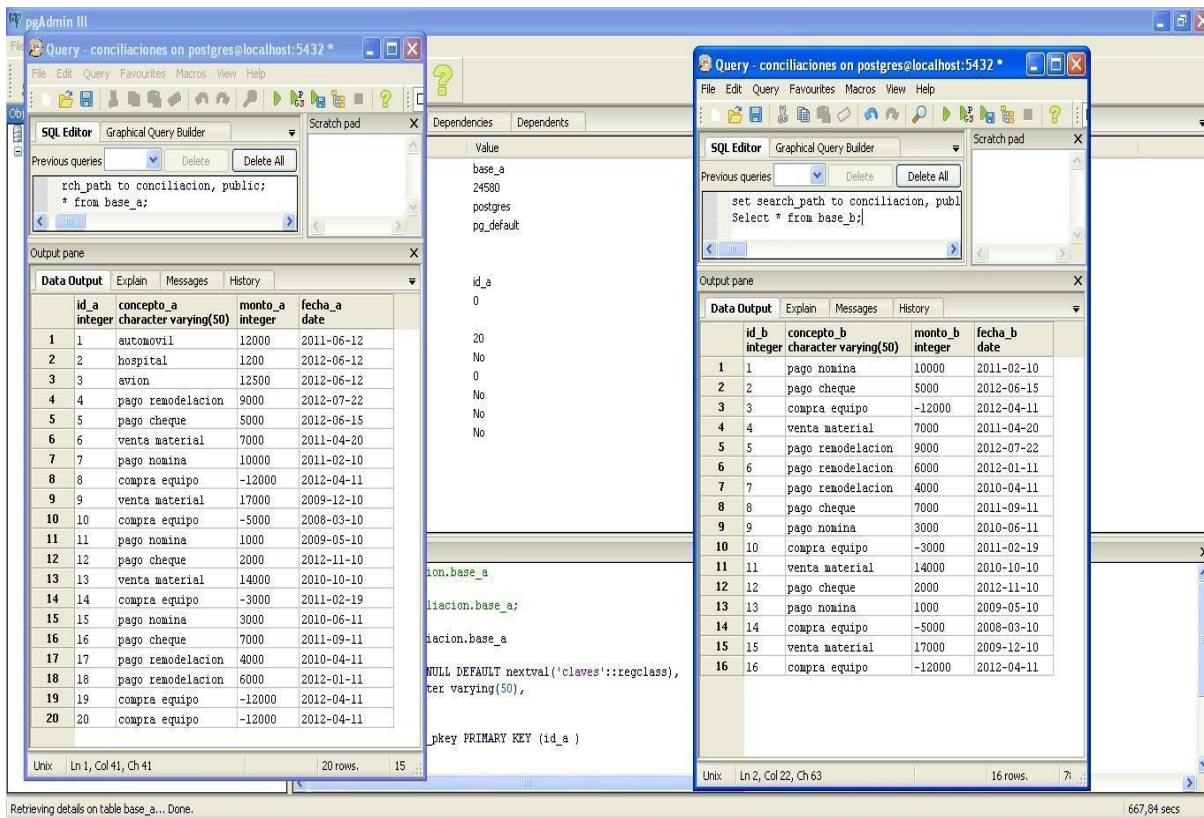 pgAdmin III
Query - conciliaciones on postgres@localhost:5432 *
File Edit Query Favourites Macros View Help
SQL Editor Graphical Query Builder
Scratch pad X
Previous queries Delete Delete All
rch_path to conciliacion, public;
* from base_a;
Output pane X
Data Output Explain Messages History
id_a concepto_a monto_a fecha_a
integer character varying(50) integer date
1 1 automovil 12000 2011-06-12
2 2 hospital 1200 2012-06-12
3 3 avion 12500 2012-06-12
4 4 pago remodelacion 9000 2012-07-22
5 5 pago cheque 5000 2012-06-15
6 6 venta material 7000 2011-04-20
7 7 pago nomina 10000 2011-02-10
8 8 compra equipo -12000 2012-04-11
9 9 venta material 17000 2009-12-10
10 10 compra equipo -5000 2008-03-10
11 11 pago nomina 1000 2009-05-10
12 12 pago cheque 2000 2012-11-10
13 13 venta material 14000 2010-10-10
14 14 compra equipo -3000 2011-02-19
15 15 pago nomina 3000 2010-06-11
16 16 pago cheque 7000 2011-09-11
17 17 pago remodelacion 4000 2010-04-11
18 18 pago remodelacion 6000 2012-01-11
19 19 compra equipo -12000 2012-04-11
20 20 compra equipo -12000 2012-04-11
Unix Ln 1, Col 41, Ch 41 20 rows. 15
Dependencies Dependents
Value
base_a
24580
postgres
pg_default
id_a
0
20
No
0
No
No
No
ion.base_a
liacion.base_a;
iacion.base_a
NULL DEFAULT nextval('claves'::regclass),
ter varying(50),
_pkey PRIMARY KEY (id_a )
Query - conciliaciones on postgres@localhost:5432 *
File Edit Query Favourites Macros View Help
SQL Editor Graphical Query Builder
Scratch pad X
Previous queries Delete Delete All
set search_path to conciliacion, publ
Select * from base_b;
Output pane X
Data Output Explain Messages History
id_b concepto_b monto_b fecha_b
integer character varying(50) integer date
1 1 pago nomina 10000 2011-02-10
2 2 pago cheque 5000 2012-06-15
3 3 compra equipo -12000 2012-04-11
4 4 venta material 7000 2011-04-20
5 5 pago remodelacion 9000 2012-07-22
6 6 pago remodelacion 6000 2012-01-11
7 7 pago remodelacion 4000 2010-04-11
8 8 pago cheque 7000 2011-09-11
9 9 pago nomina 3000 2010-06-11
10 10 compra equipo -3000 2011-02-19
11 11 venta material 14000 2010-10-10
12 12 pago cheque 2000 2012-11-10
13 13 pago nomina 1000 2009-05-10
14 14 compra equipo -5000 2008-03-10
15 15 venta material 17000 2009-12-10
16 16 compra equipo -12000 2012-04-11
Unix Ln 2, Col 22, Ch 63 16 rows.
Retrieving details on table base_a... Done. 667,84 secs